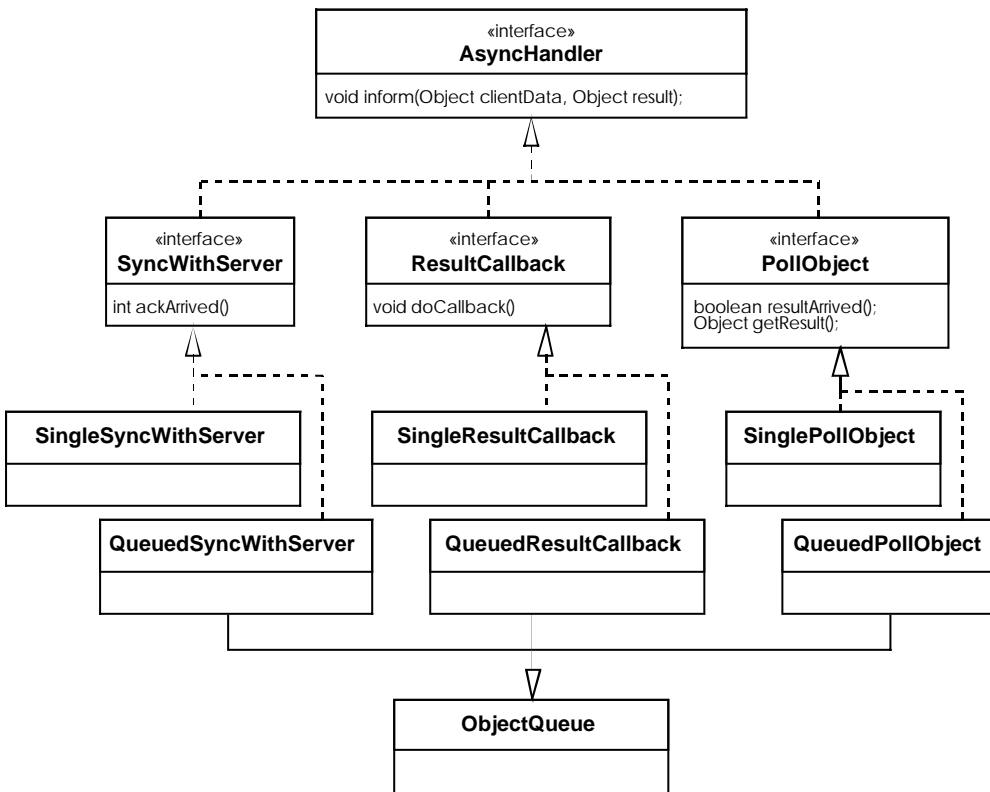 «interface»
AsyncHandler
void inform(Object clientData, Object result);
«interface»
SyncWithServer
int ackArrived()
«interface»
ResultCallback
void doCallback()
«interface»
PollObject
boolean resultArrived();
Object getResult();
SingleSyncWithServer
SingleResultCallback
SinglePollObject
QueuedSyncWithServer
QueuedResultCallback
QueuedPollObject
ObjectQueue